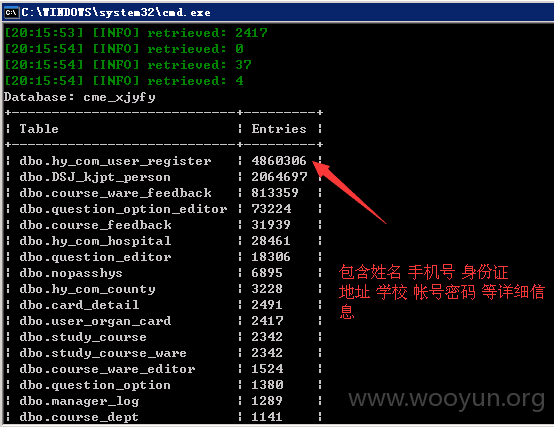 C:\WINDOWS\system32\cmd.exe
[20:15:53] [INFO] retrieved: 2417
[20:15:54] [INFO] retrieved: 0
[20:15:54] [INFO] retrieved: 37
[20:15:54] [INFO] retrieved: 4
Database: cme_xjyfy
+---------------------------+---------+
| Table | Entries |
+---------------------------+---------+
| dbo.hy_com_user_register | 4860306 |
| dbo.DSJ_kjpt_person | 2064697 |
| dbo.course_ware_feedback | 813359 |
| dbo.question_option_editor | 73224 |
| dbo.course_feedback | 31939 |
| dbo.hy_com_hospital | 28461 |
| dbo.question_editor | 18306 |
| dbo.nopasshys | 6895 |
| dbo.hy_com_county | 3228 |
| dbo.card_detail | 2491 |
| dbo.user_organ_card | 2417 |
| dbo.study_course | 2342 |
| dbo.study_course_ware | 2342 |
| dbo.course_ware_editor | 1524 |
| dbo.question_option | 1380 |
| dbo.manager_log | 1289 |
| dbo.course_dept | 1141 |
包含姓名 手机号 身份证
地址 学校 帐号密码 等详细信
息
www.wooyun.org